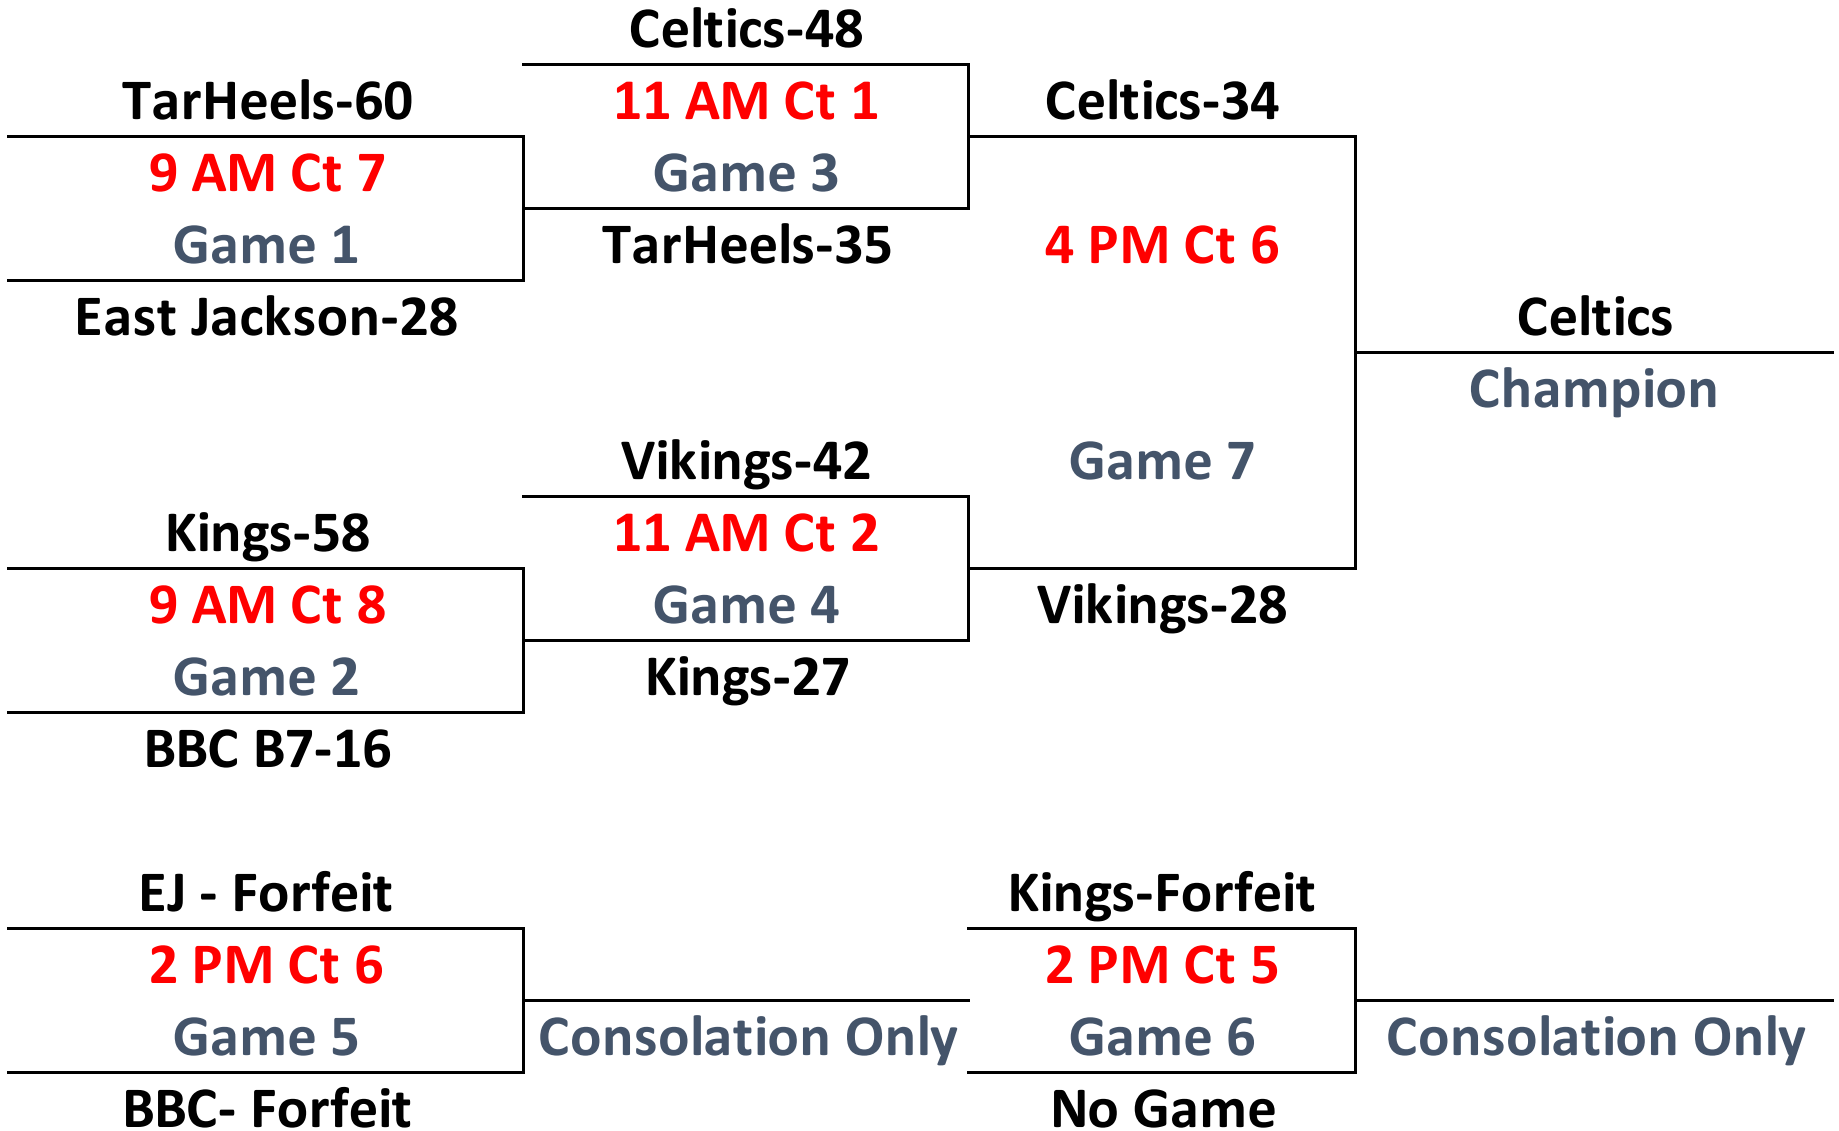 Celtics-48
TarHeels-60
11 AM Ct 1
Celtics-34
9 AM Ct 7
Game 3
Game 1
TarHeels-35
4 PM Ct 6
East Jackson-28
Celtics
Champion
Vikings-42
Game 7
Kings-58
11 AM Ct 2
9 AM Ct 8
Game 4
Vikings-28
Game 2
Kings-27
BBC B7-16
EJ - Forfeit
Kings-Forfeit
2 PM Ct 6
2 PM Ct 5
Game 5
Consolation Only
Game 6
Consolation Only
BBC- Forfeit
No Game